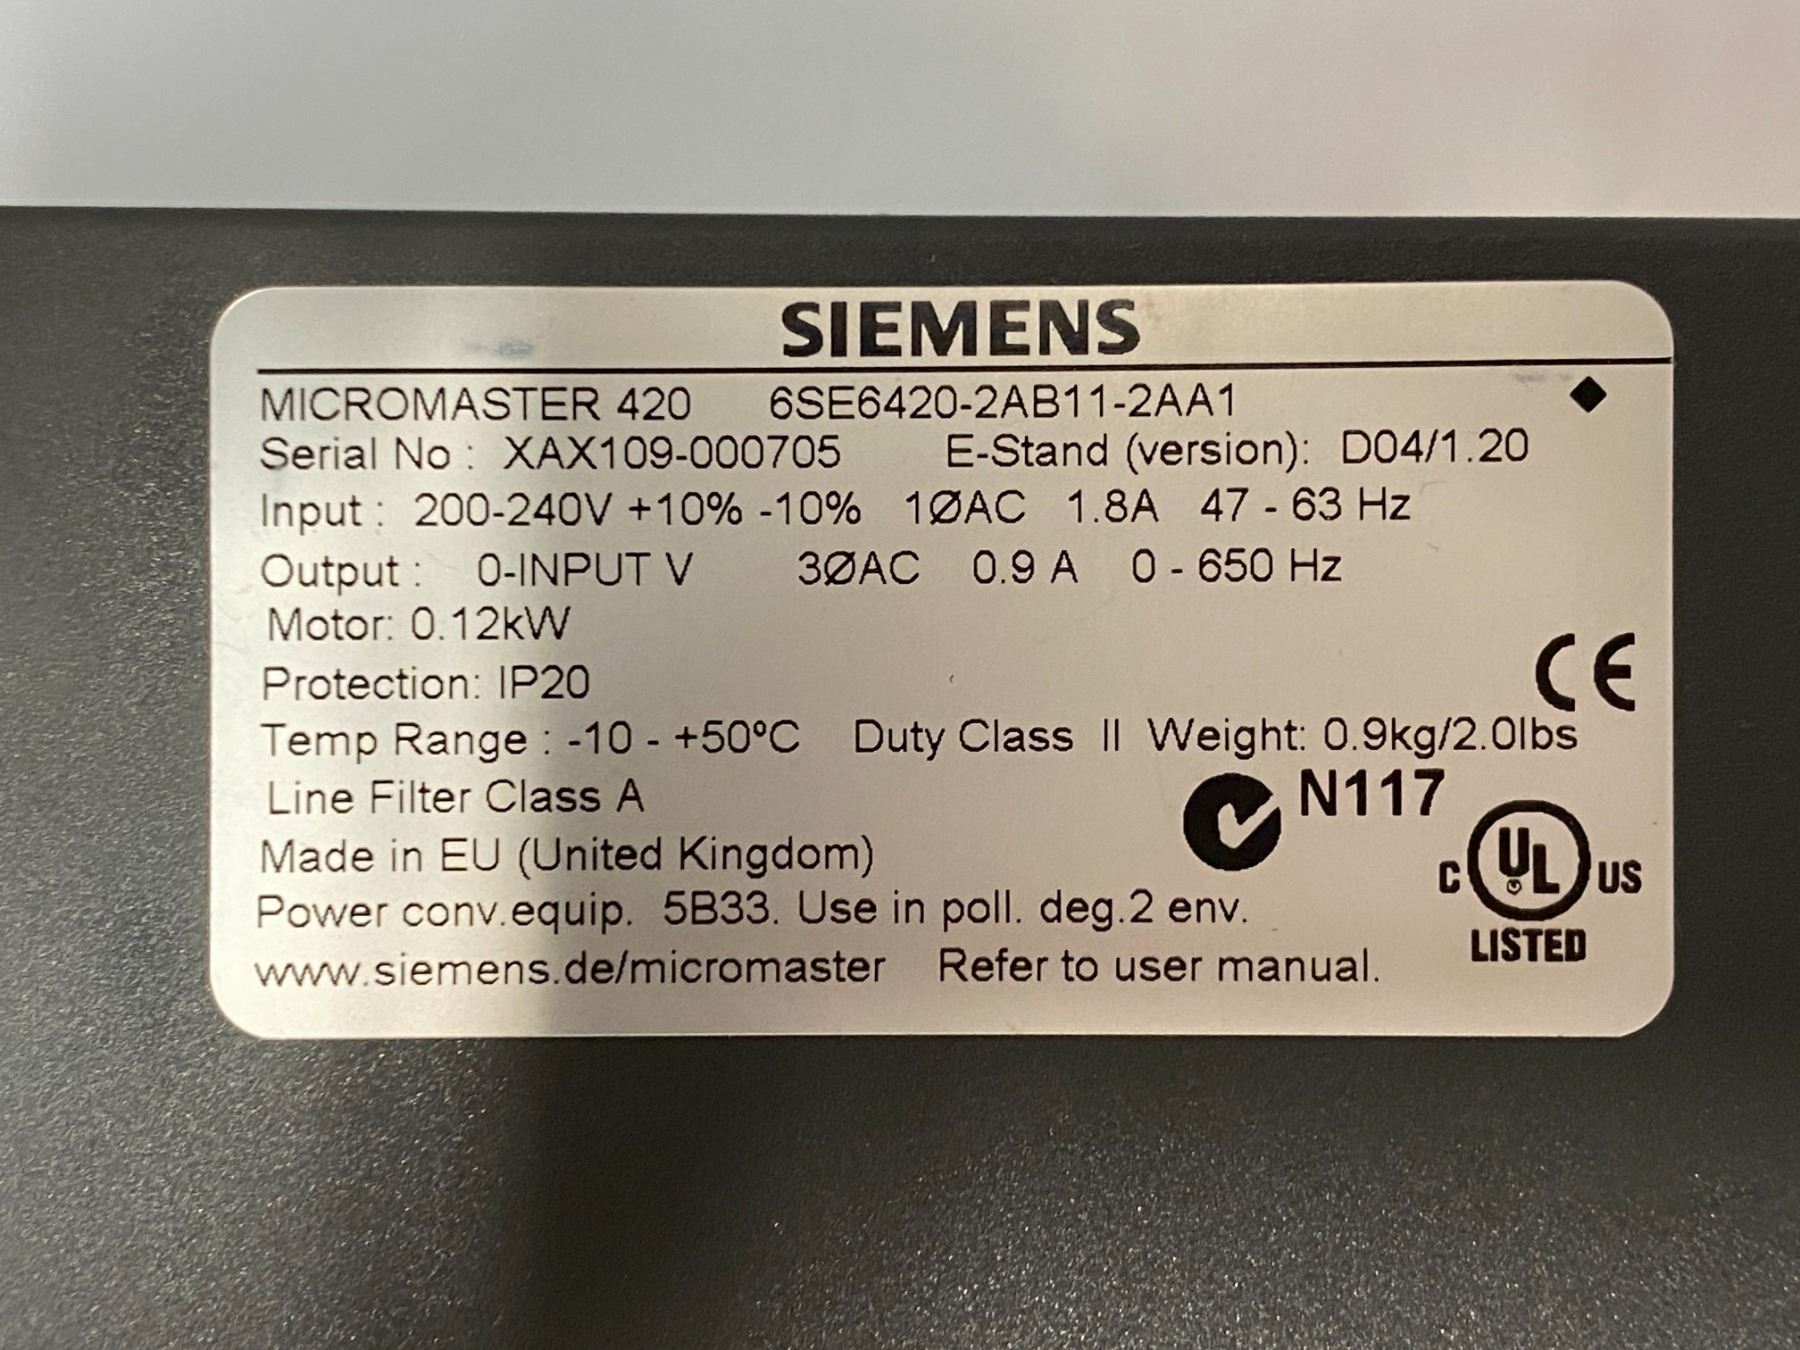 SIEMENS
MICROMASTER 420 6SE6420-2AB11-2AA1
Serial No : XAX109-000705 E-Stand (version): D04/1.20
Input : 200-240V +10% -10% 1ØAC 1.8A 47 - 63 Hz
Output : 0-INPUT V 3ØAC 0.9 A 0 - 650 Hz
Motor: 0.12kW
Protection: IP20
CE
Temp Range : -10 - +50ºC Duty Class II Weight: 0.9kg/2.0lbs
Line Filter Class A
N117
Made in EU (United Kingdom)
C UL US
LISTED
Power conv.equip. 5B33. Use in poll. deg.2 env.
www.siemens.de/micromaster Refer to user manual.